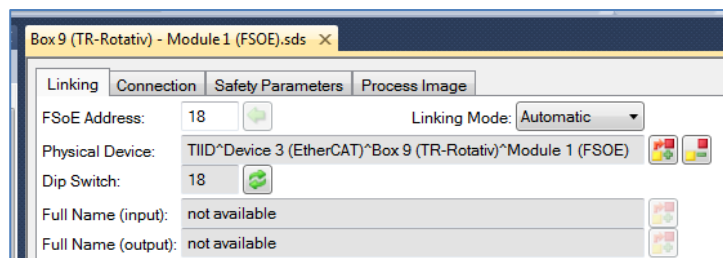 Box 9 (TR-Rotativ) - Module 1 (FSOE).sds
Linking Connection Safety Parameters Process Image
FSoE Address: 18 Linking Mode: Automatic
Physical Device: TIID^Device 3 (EtherCAT)^Box 9 (TR-Rotativ)^Module 1 (FSOE)
Dip Switch: 18
Full Name (input): not available
Full Name (output): not available